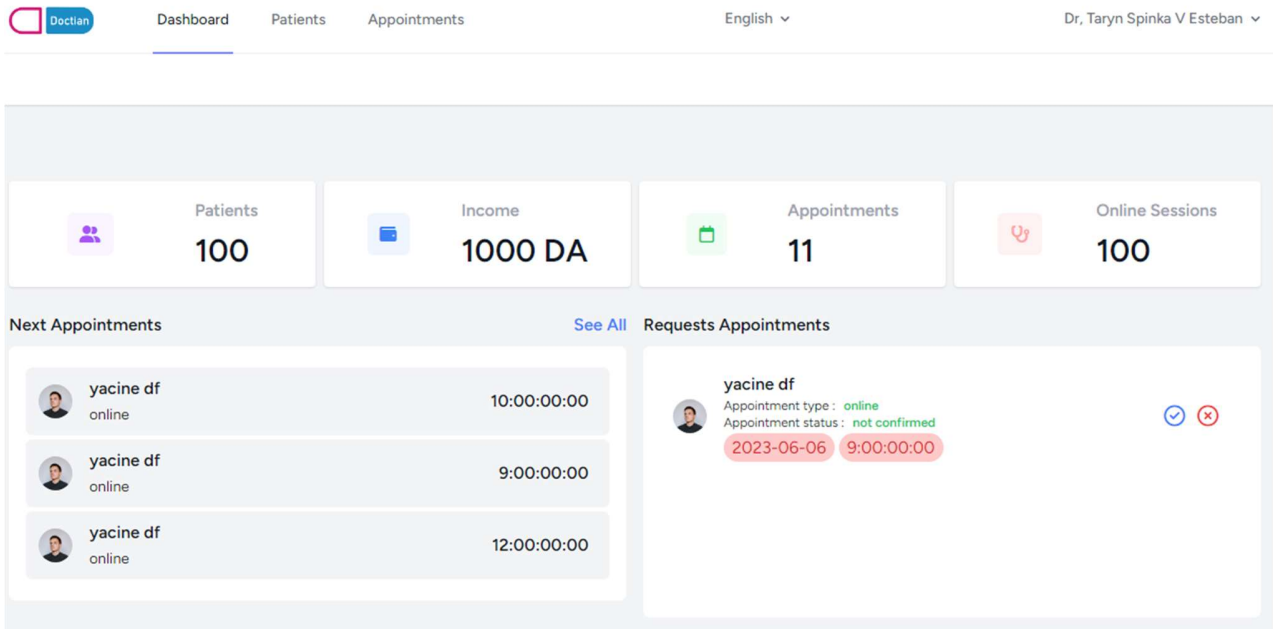 Doctian Dashboard Patients Appointments English Dr, Taryn Spinka V Esteban
Patients Income Appointments Online Sessions
100 1000 DA 11 100
Next Appointments See All
yacine df
online
10:00:00:00
yacine df
online
9:00:00:00
yacine df
online
12:00:00:00
Requests Appointments
yacine df
Appointment type : online
Appointment status : not confirmed
2023-06-06 9:00:00:00